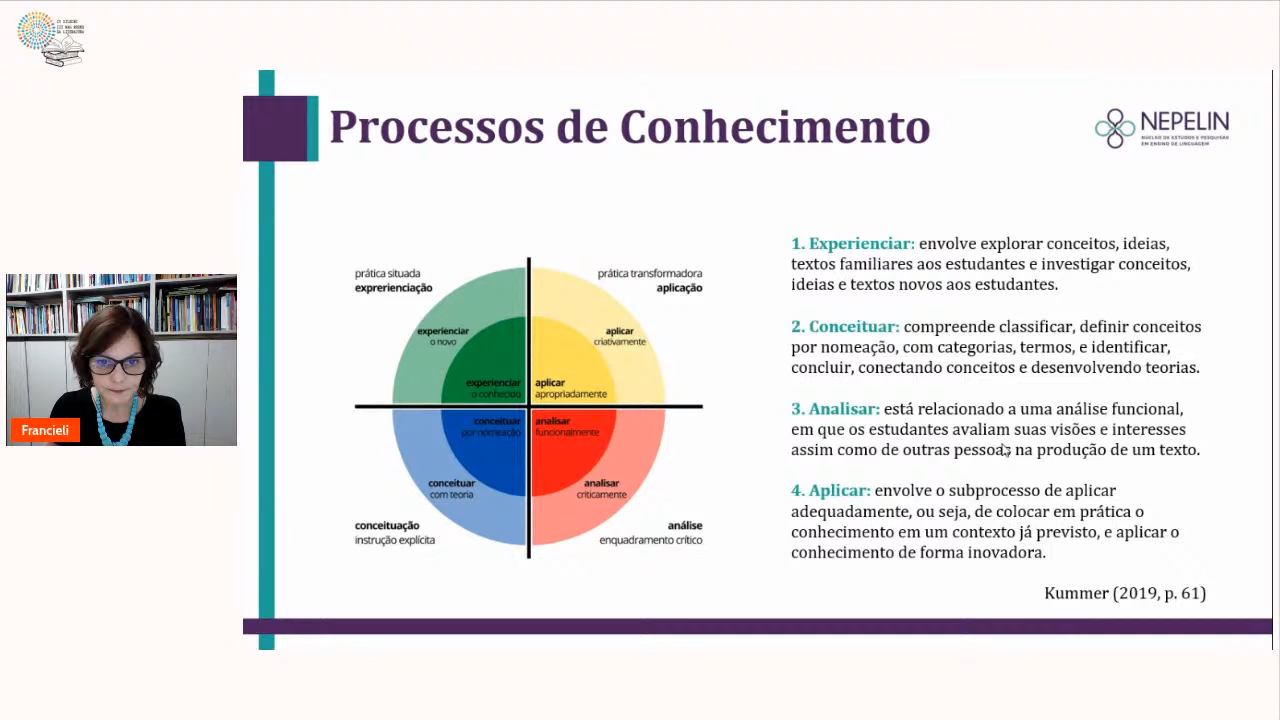 Processos de Conhecimento
NEPELIN
NÚCLEO DE ESTUDOS E PESQUISAS
EM ENSINO DE LINGUAGEM
prática situada
exprerienciação
prática transformadora
aplicação
experienciar
o novo
aplicar
criativamente
experienciar
o conhecido
aplicar
apropriadamente
conceituar
por nomeação
analisar
funcionalmente
conceituar
com teoria
analisar
criticamente
conceituação
instrução explícita
análise
enquadramento crítico
1. Experienciar: envolve explorar conceitos, ideias,
textos familiares aos estudantes e investigar conceitos,
ideias e textos novos aos estudantes.
2. Conceituar: compreende classificar, definir conceitos
por nomeação, com categorias, termos, e identificar,
concluir, conectando conceitos e desenvolvendo teorias.
3. Analisar: está relacionado a uma análise funcional,
em que os estudantes avaliam suas visões e interesses
assim como de outras pessoas, na produção de um texto.
4. Aplicar: envolve o subprocesso de aplicar
adequadamente, ou seja, de colocar em prática o
conhecimento em um contexto já previsto, e aplicar o
conhecimento de forma inovadora.
Kummer (2019, p. 61)
Francieli